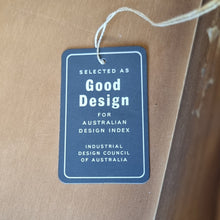 SELECTED AS
Good
Design
FOR
AUSTRALIAN
DESIGN INDEX
INDUSTRIAL
DESIGN COUNCIL
OF AUSTRALIA